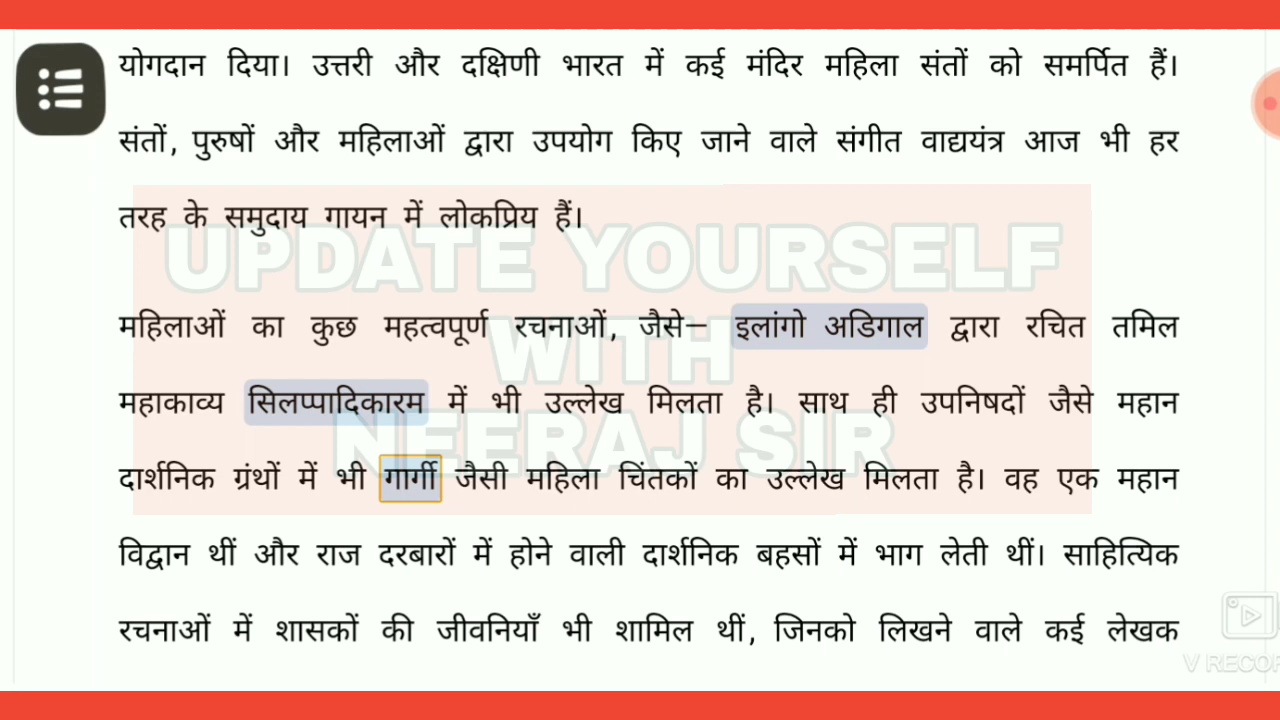 योगदान दिया। उत्तरी और दक्षिणी भारत में कई मंदिर महिला संतों को समर्पित हैं।
संतों, पुरुषों और महिलाओं द्वारा उपयोग किए जाने वाले संगीत वाद्ययंत्र आज भी हर
तरह के समुदाय गायन में लोकप्रिय हैं।
UPDATE YOURSELF
महिलाओं का कुछ महत्वपूर्ण रचनाओं, जैसे— इलांगो अडिगाल द्वारा रचित तमिल
WITH
महाकाव्य सिलप्पादिकारम में भी उल्लेख मिलता है। साथ ही उपनिषदों जैसे महान
NEERAJ SIR
दार्शनिक ग्रंथों में भी गार्गी जैसी महिला चिंतकों का उल्लेख मिलता है। वह एक महान
विद्वान थीं और राज दरबारों में होने वाली दार्शनिक बहसों में भाग लेती थीं। साहित्यिक
रचनाओं में शासकों की जीवनियाँ भी शामिल थीं, जिनको लिखने वाले कई लेखक
V RECOR